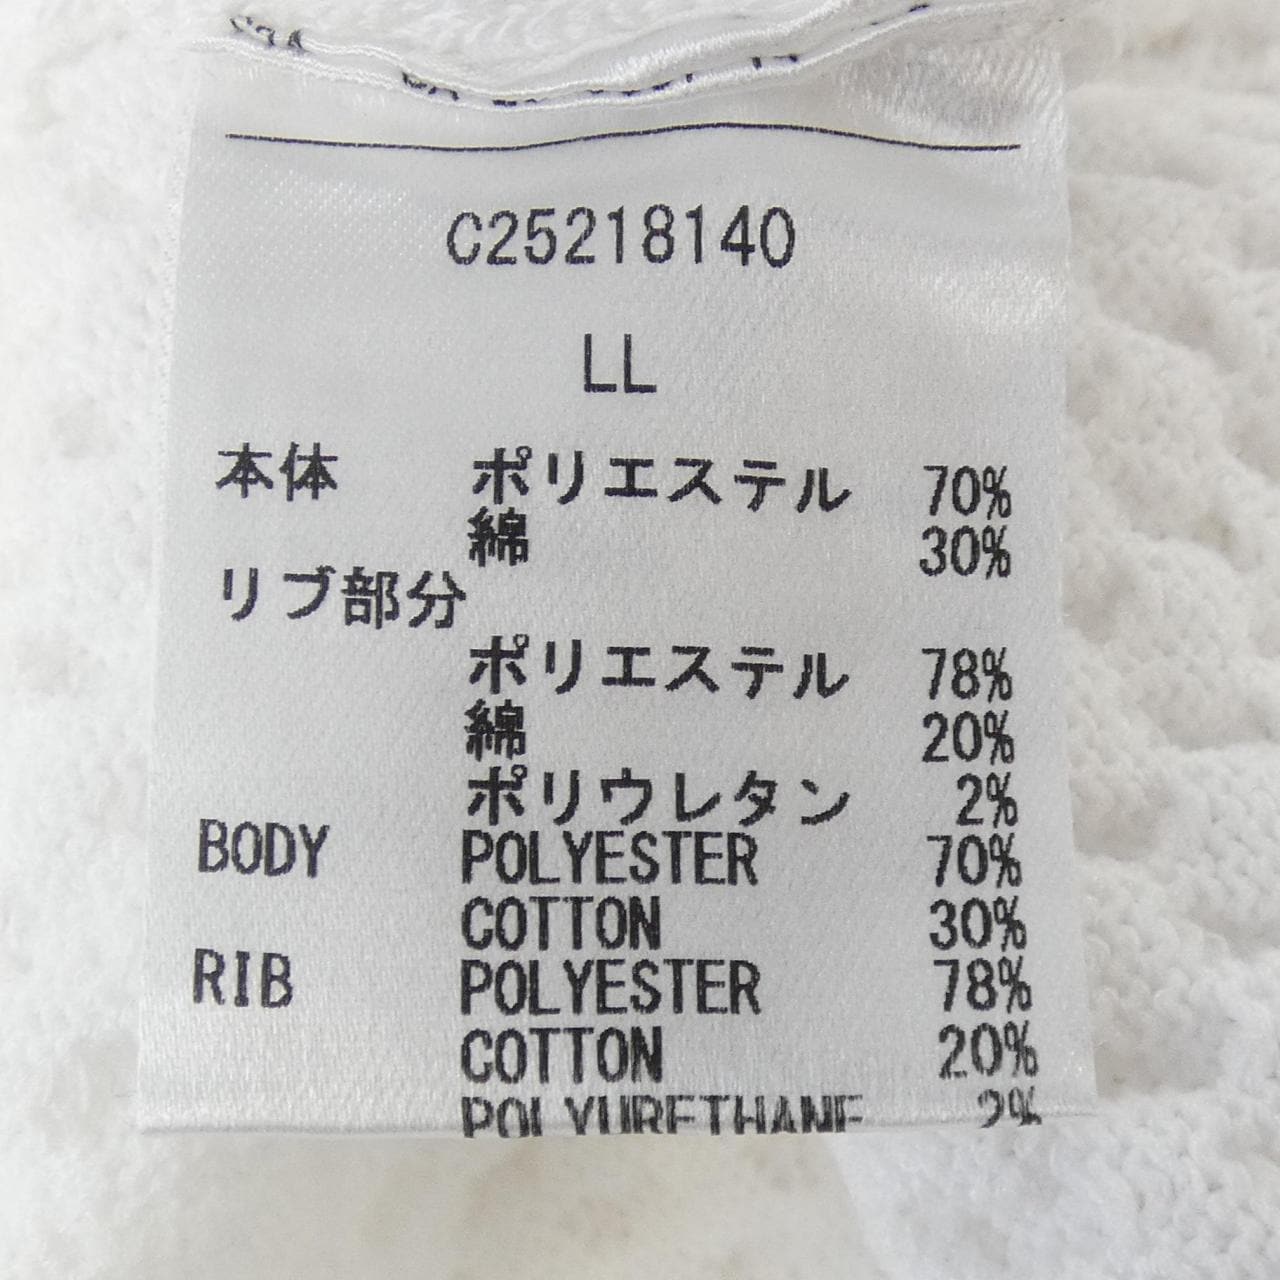 C25218140
LL
本体 ポリエステル 70%
綿 30%
リブ部分
ポリエステル 78%
綿 20%
ポリウレタン 2%
BODY POLYESTER 70%
COTTON 30%
RIB POLYESTER 78%
COTTON 20%
POLYURETHANE 2%